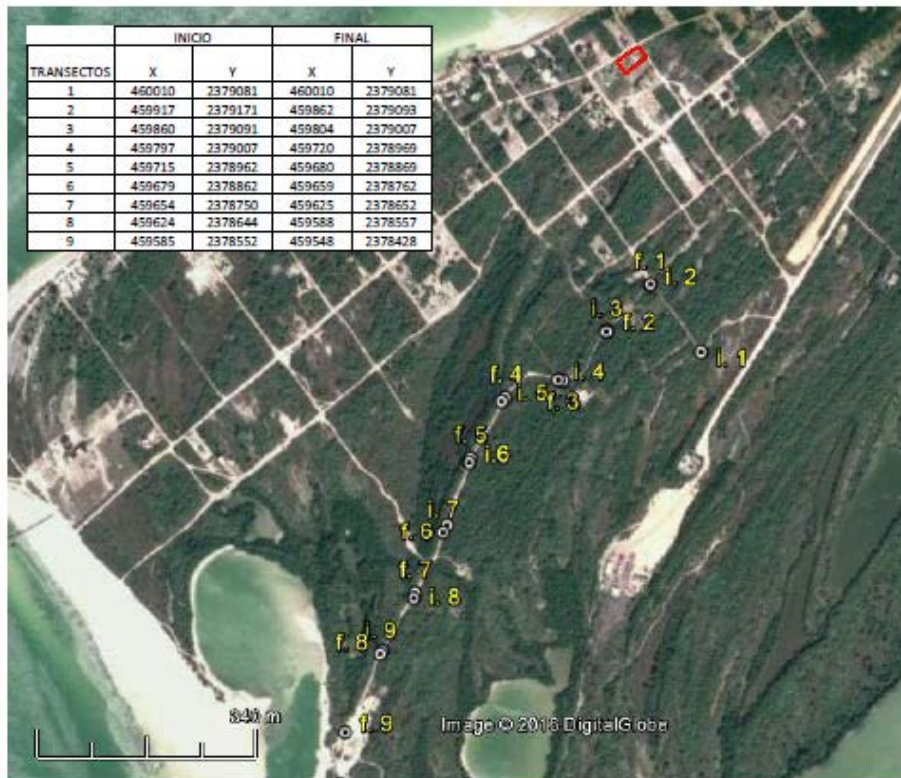 INICIO FINAL
TRANSECTOS X Y X Y
1 460010 2379081 460010 2379081
2 459917 2379171 459862 2379093
3 459860 2379091 459804 2379007
4 459797 2379007 459720 2378969
5 459715 2378962 459680 2378869
6 459679 2378862 459659 2378762
7 459654 2378750 459625 2378652
8 459624 2378644 459588 2378557
9 459585 2378552 459548 2378428
f. 1
i. 2
i. 3
f. 2
i. 1
f. 4
i. 4
i. 5
f. 3
f. 5
i.6
i. 7
f. 6
f. 7
i. 8
i. 9
f. 8
f. 9
340 m
Image © 2016 DigitalGlobe